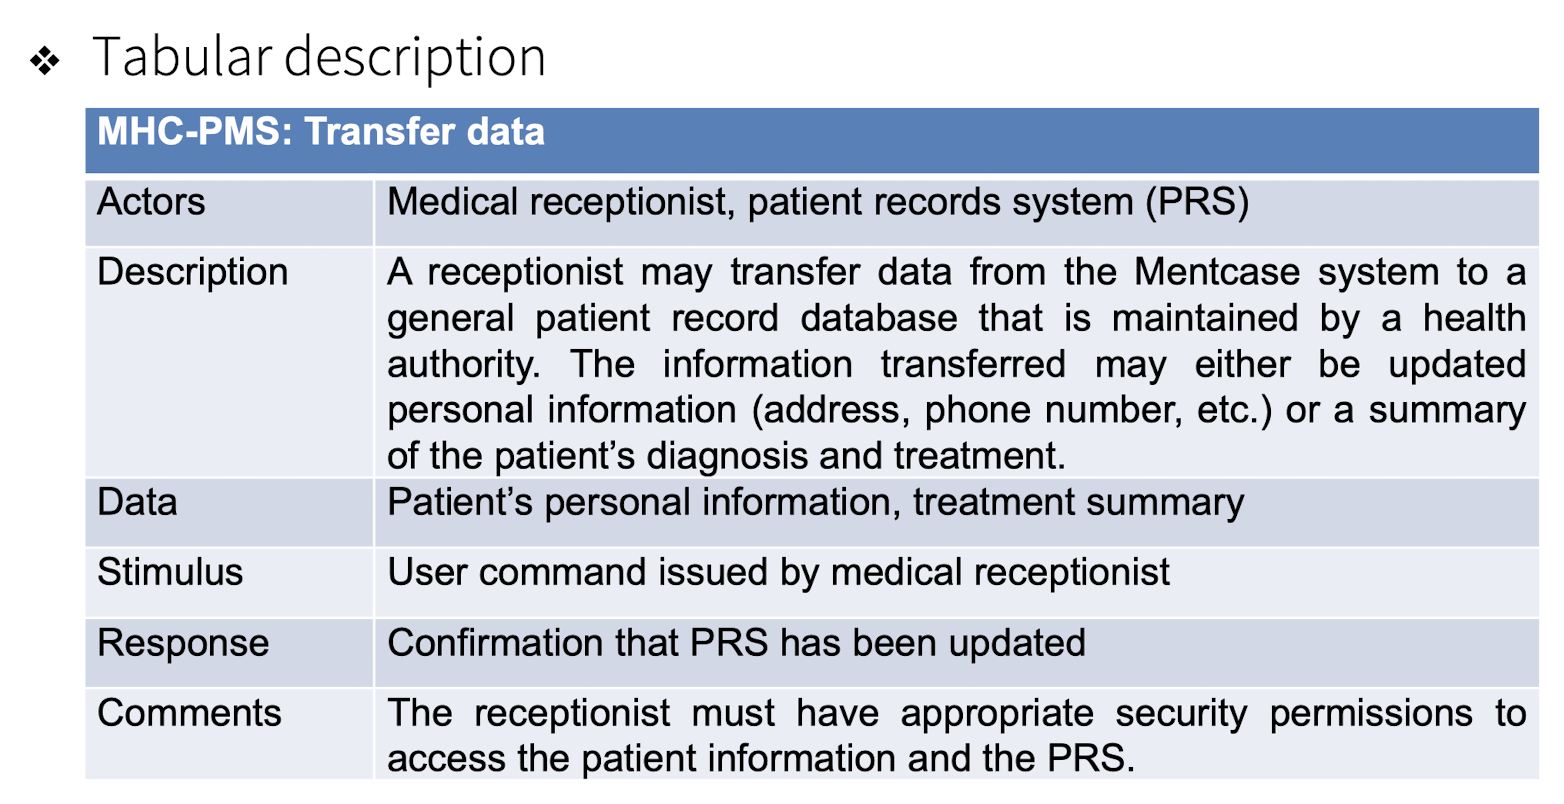 Tabular description
MHC-PMS: Transfer data
Actors
Medical receptionist, patient records system (PRS)
Description
A receptionist may transfer data from the Mentcase system to a
general patient record database that is maintained by a health
authority. The information transferred may either be updated
personal information (address, phone number, etc.) or a summary
of the patient’s diagnosis and treatment.
Data
Patient’s personal information, treatment summary
Stimulus
User command issued by medical receptionist
Response
Confirmation that PRS has been updated
Comments
The receptionist must have appropriate security permissions to
access the patient information and the PRS.